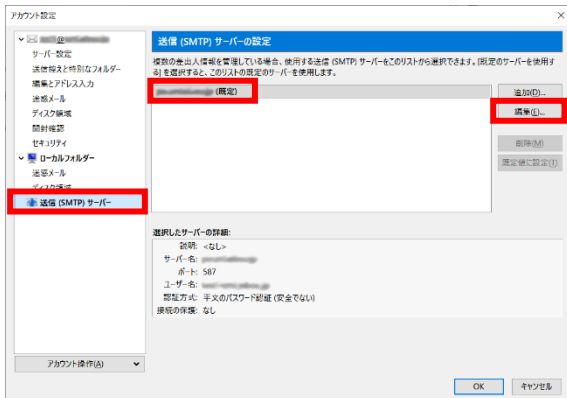 アカウント設定
サーバー設定
送信控えと特別なフォルダー
編集とアドレス入力
迷惑メール
ディスク領域
開封確認
セキュリティ
ローカルフォルダー
迷惑メール
ディスク領域
送信 (SMTP) サーバー
アカウント操作(A)
送信 (SMTP) サーバーの設定
複数の差出人情報を管理している場合、使用する送信 (SMTP) サーバーをこのリストから選択できます。[既定のサーバーを使用す
る] を選択すると、このリストの既定のサーバーを使用します。
(既定)
追加(D)...
編集(E)...
削除(M)
既定値に設定(T)
選択したサーバーの詳細:
説明: <なし>
サーバー名:
ポート: 587
ユーザー名:
認証方式: 平文のパスワード認証 (安全でない)
接続の保護: なし
OK
キャンセル